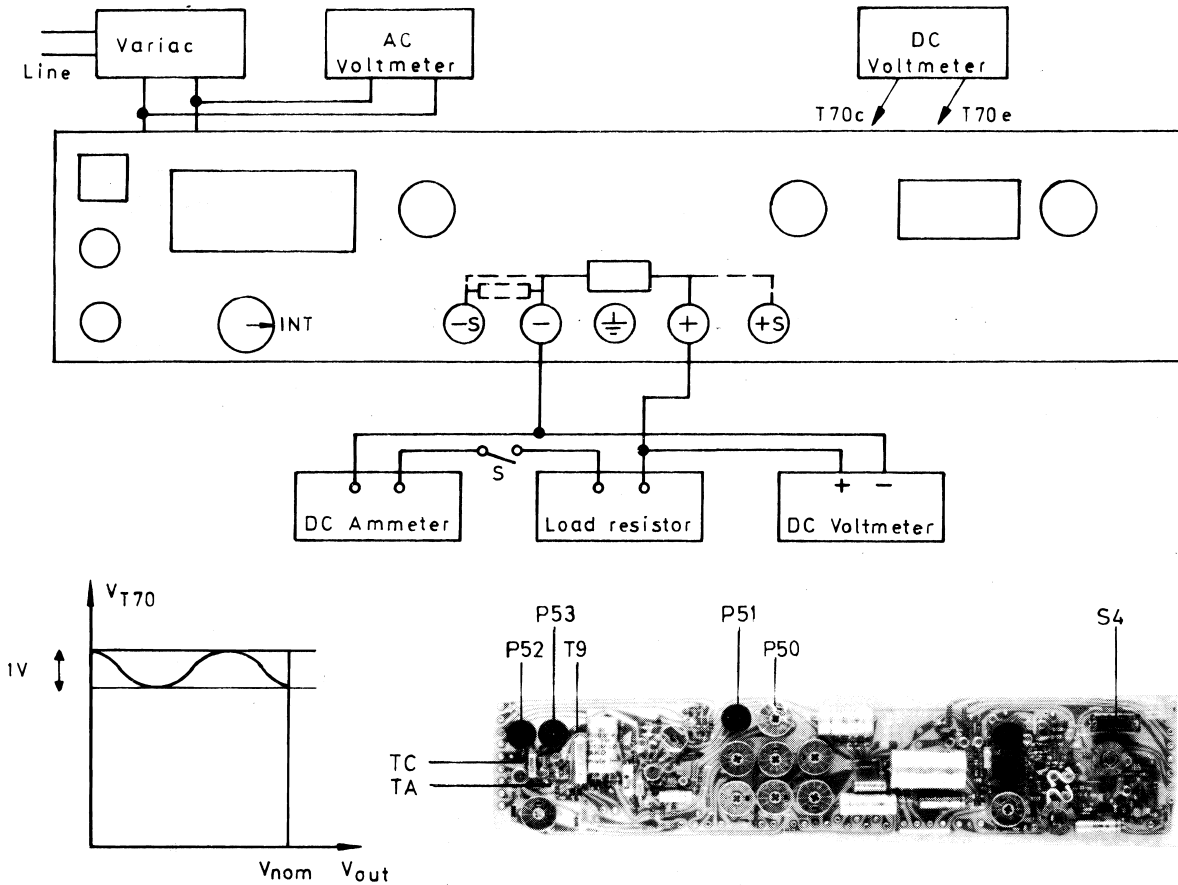 Variac
Line
AC
Voltmeter
DC
Voltmeter
T70c
T70e
INT
-S
-
+
+S
S
DC Ammeter
Load resistor
+ -
DC Voltmeter
VT70
1V
Vnom
Vout
P53
P51
S4
P52
T9
P50
TC
TA